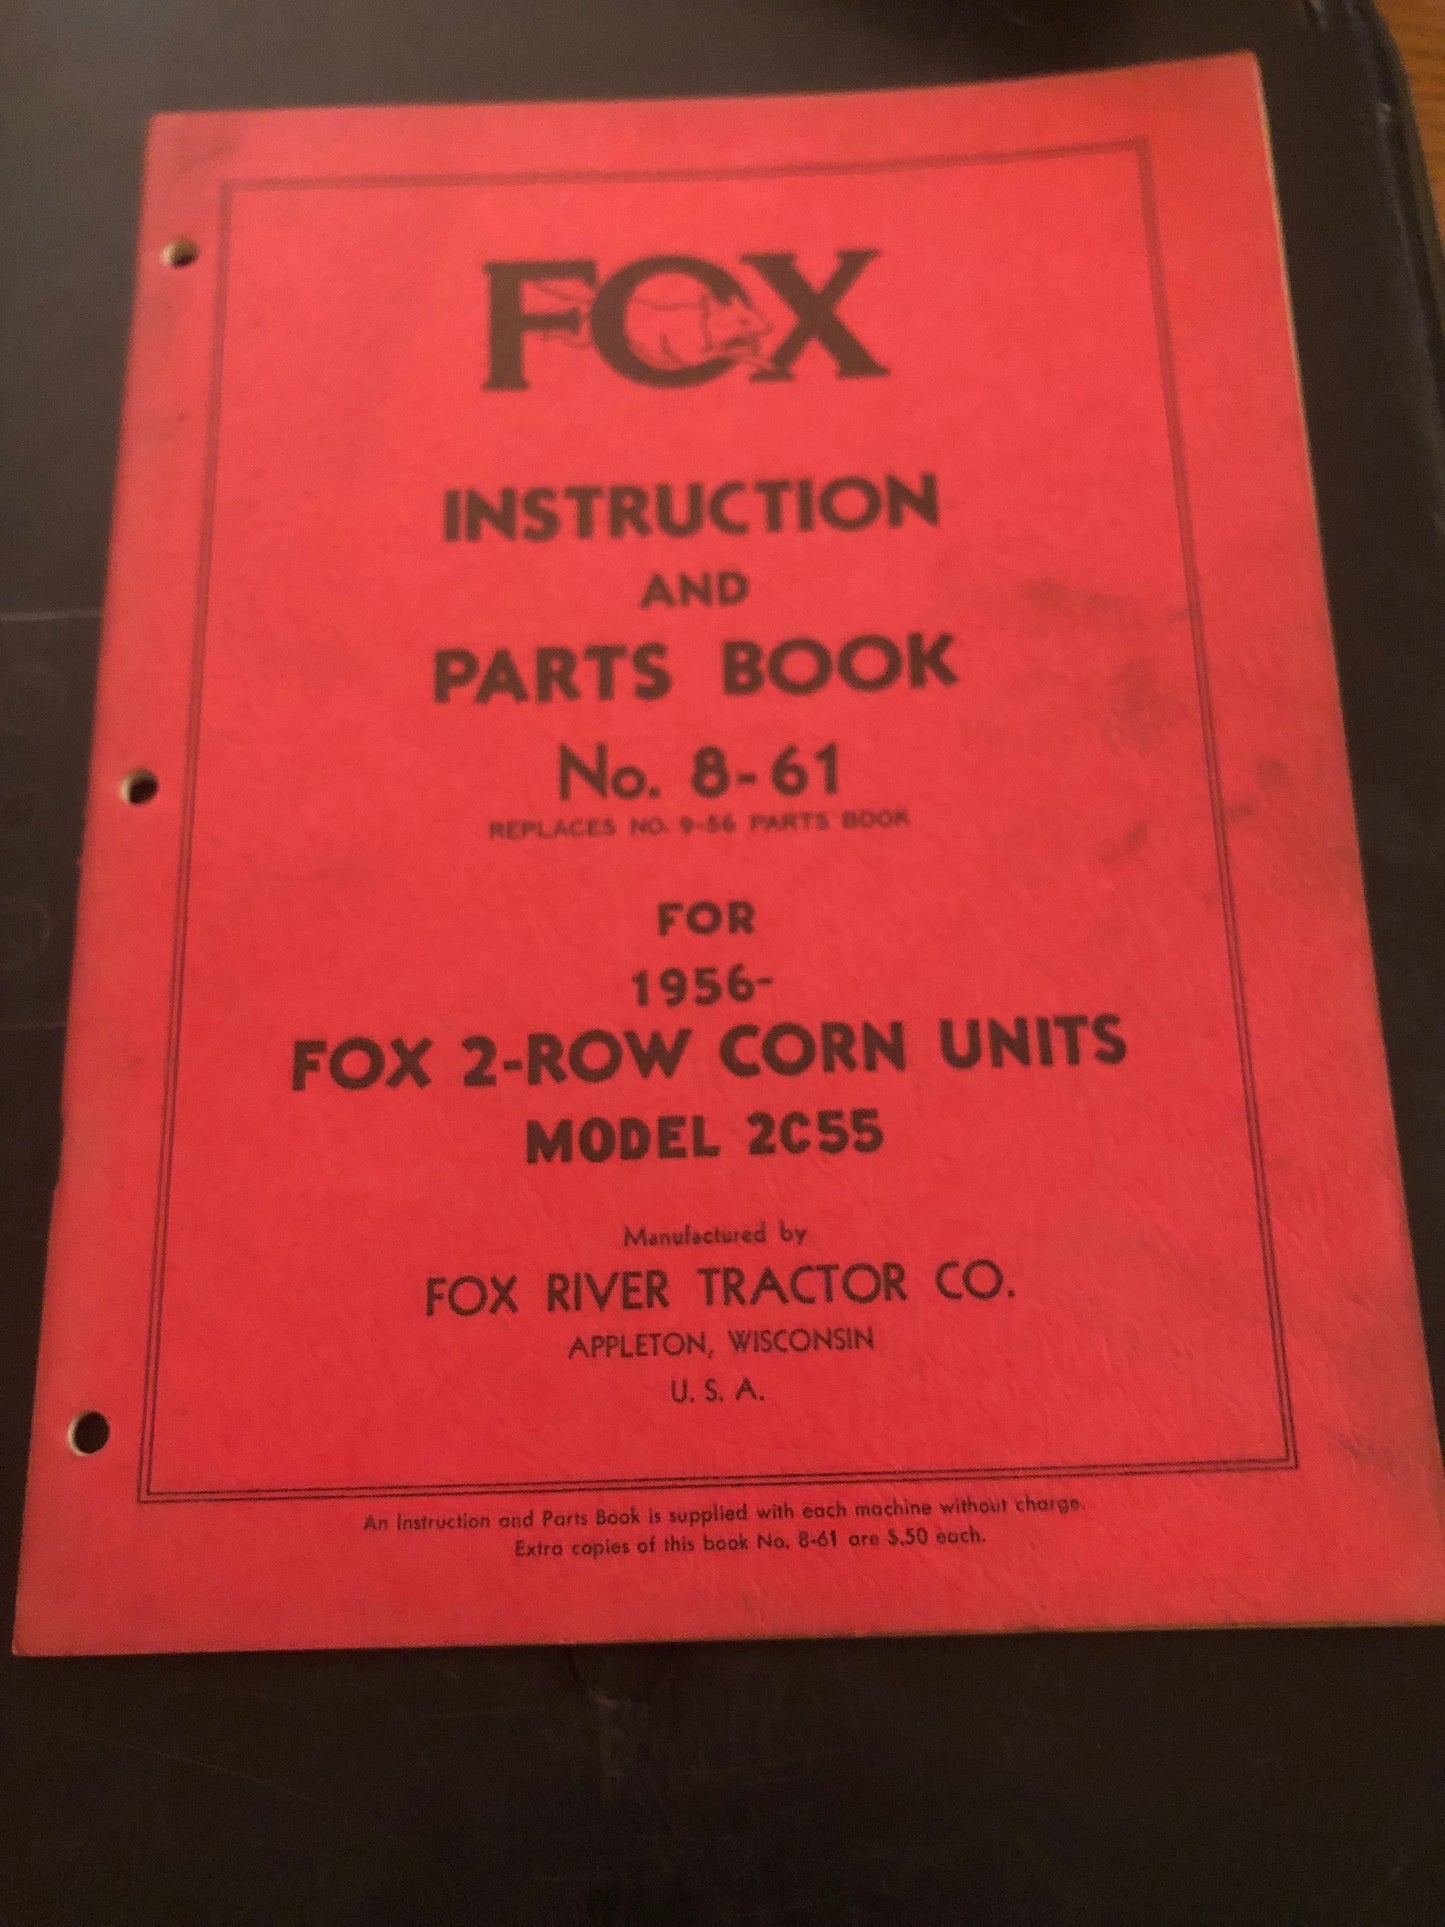 FOX
INSTRUCTION
AND
PARTS BOOK
No. 8-61
REPLACES NO. 9-56 PARTS BOOK
FOR
1956-
FOX 2-ROW CORN UNITS
MODEL 2C55
Manufactured by
FOX RIVER TRACTOR CO.
APPLETON, WISCONSIN
U. S. A.
An Instruction and Parts Book is supplied with each machine without charge.
Extra copies of this book No. 8-61 are $.50 each.